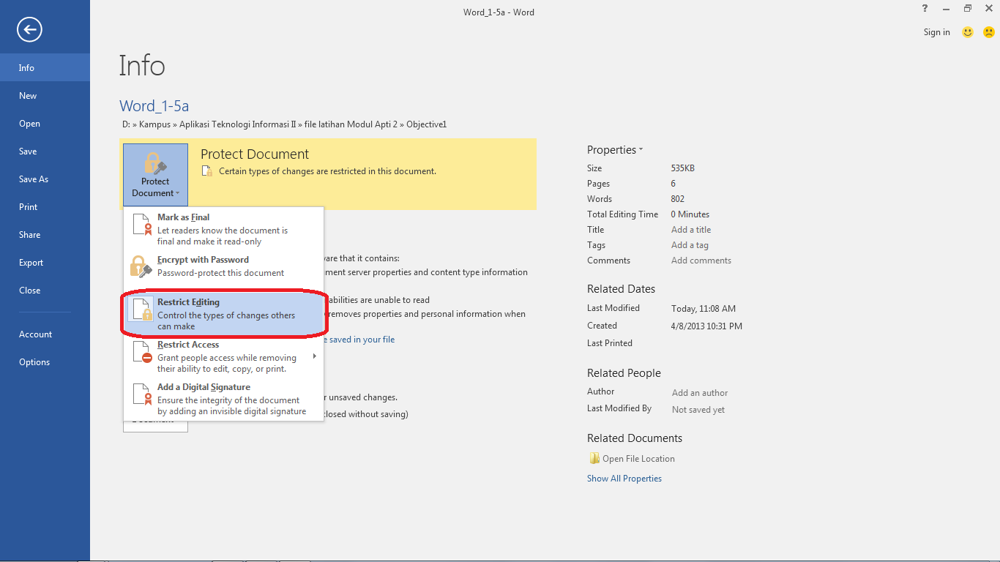 Word_1-5a - Word
?
Sign in
Info
New
Open
Save
Save As
Print
Share
Export
Close
Account
Options
Info
Word_1-5a
D: » Kampus » Aplikasi Teknologi Informasi II » file latihan Modul Apti 2 » Objective1
Protect
Document
Protect Document
Certain types of changes are restricted in this document.
Mark as Final
Let readers know the document is
final and make it read-only
Encrypt with Password
Password-protect this document
Restrict Editing
Control the types of changes others
can make
Restrict Access
Grant people access while removing
their ability to edit, copy, or print.
Add a Digital Signature
Ensure the integrity of the document
by adding an invisible digital signature
are that it contains:
ment server properties and content type information
abilities are unable to read
removes properties and personal information when
e saved in your file
r unsaved changes.
closed without saving)
Properties
Size 535KB
Pages 6
Words 802
Total Editing Time 0 Minutes
Title Add a title
Tags Add a tag
Comments Add comments
Related Dates
Last Modified Today, 11:08 AM
Created 4/8/2013 10:31 PM
Last Printed
Related People
Author Add an author
Last Modified By Not saved yet
Related Documents
Open File Location
Show All Properties